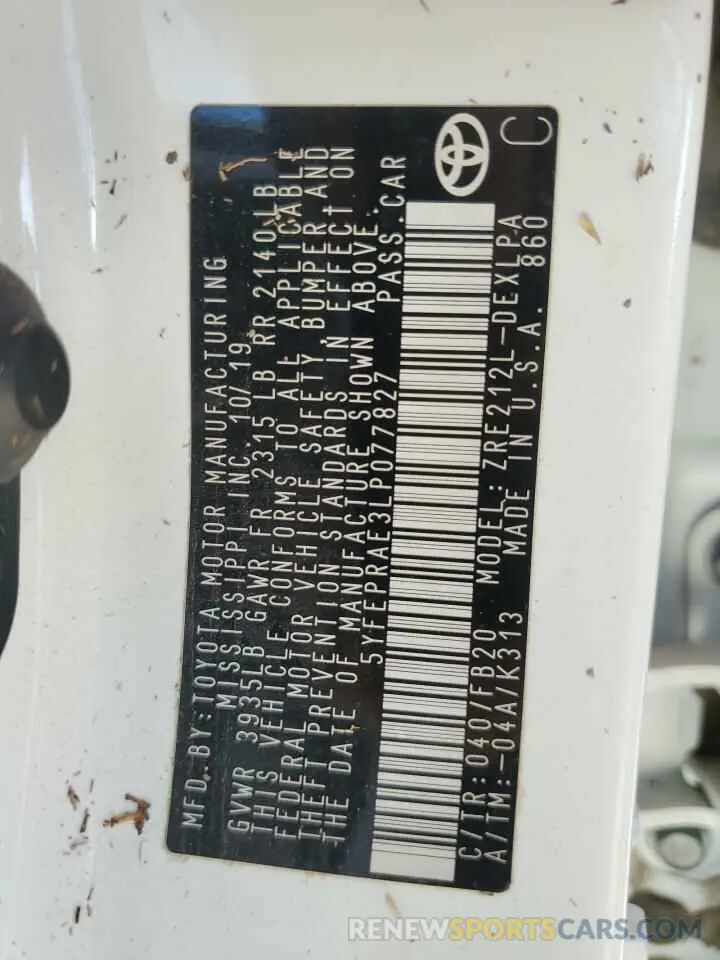 MFD. BY: TOYOTA MOTOR MANUFACTURING
MISSISSIPPI INC. 10/19
GVWR 3935LB GAWR FR 2315 LB RR 2140 LB
THIS VEHICLE CONFORMS TO ALL APPLICABLE
FEDERAL MOTOR VEHICLE SAFETY BUMPER AND
THEFT PREVENTION STANDARDS IN EFFECT ON
THE DATE OF MANUFACTURE SHOWN ABOVE.
5YFEPRAE3LP077827 PASS.CAR
C/TR:040/FB20 MODEL:ZRE212L-DEXLPA
A/TM:-04A/K313 MADE IN U.S.A. 860
C
RENEWSPORTSCARS.COM